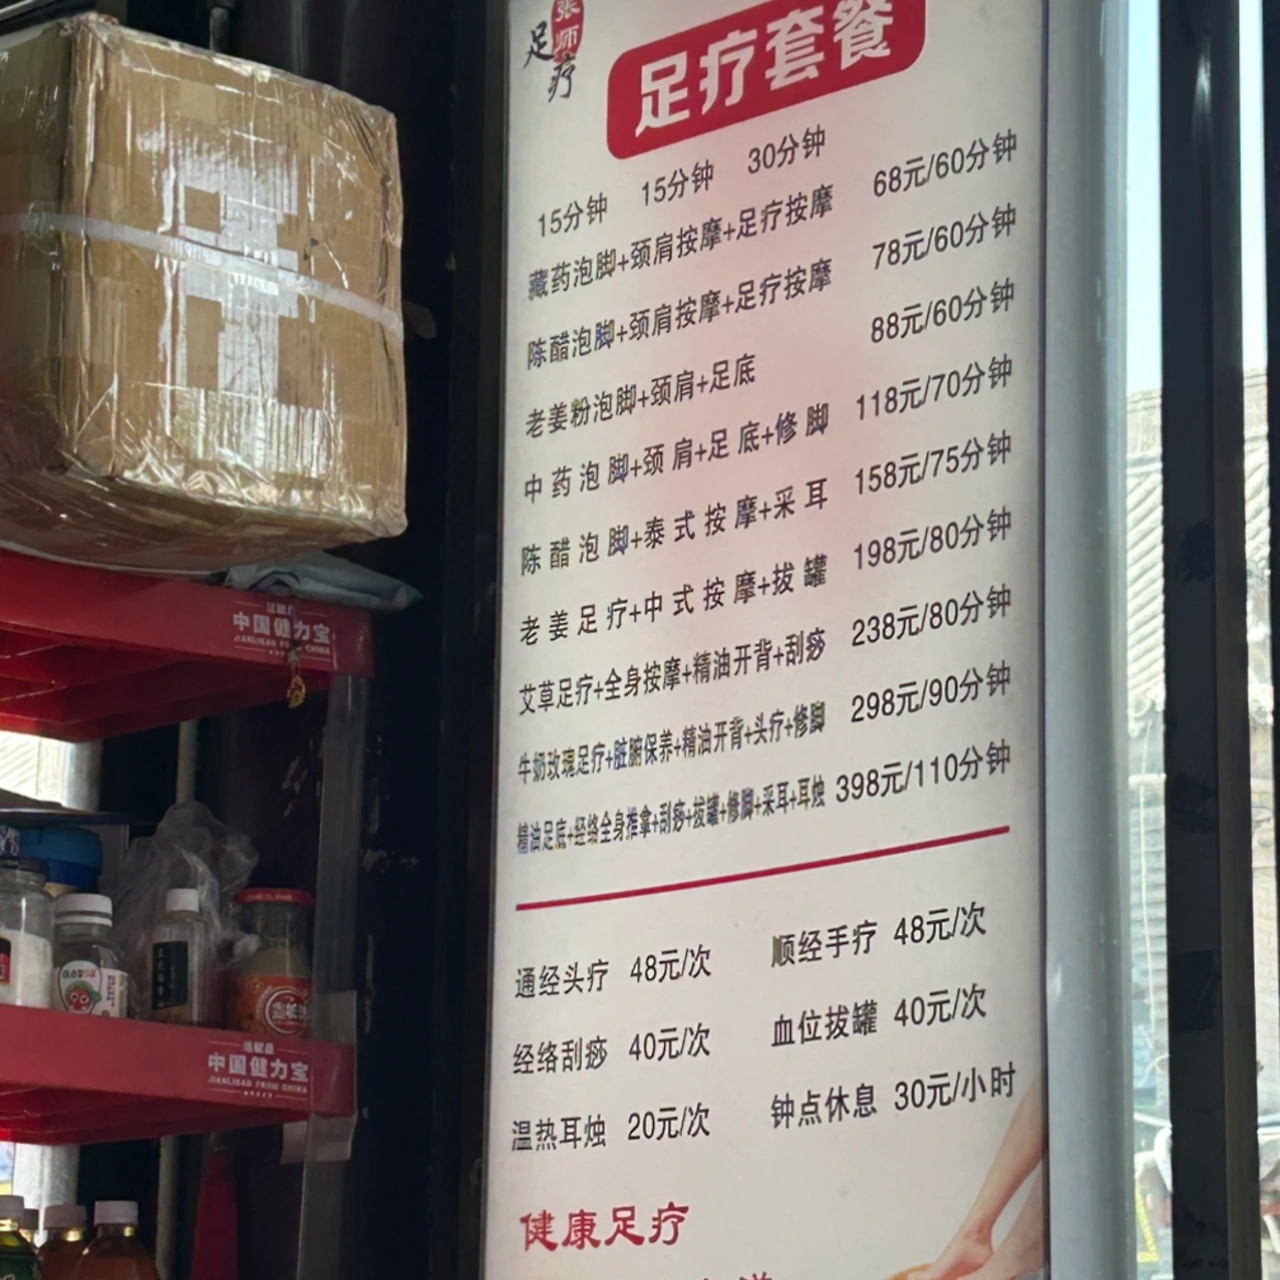 张师
足疗
足疗套餐
15分钟 15分钟 30分钟
藏药泡脚+颈肩按摩+足疗按摩 68元/60分钟
陈醋泡脚+颈肩按摩+足疗按摩 78元/60分钟
老姜粉泡脚+颈肩+足底 88元/60分钟
中药泡脚+颈肩+足底+修脚 118元/70分钟
陈醋泡脚+泰式按摩+采耳 158元/75分钟
老姜足疗+中式按摩+拔罐 198元/80分钟
艾草足疗+全身按摩+精油开背+刮痧 238元/80分钟
牛奶玫瑰足疗+脏腑保养+精油开背+头疗+修脚 298元/90分钟
精油足底+经络全身推拿+刮痧+拔罐+修脚+采耳+耳烛 398元/110分钟
通经头疗 48元/次 顺经手疗 48元/次
经络刮痧 40元/次 血位拔罐 40元/次
温热耳烛 20元/次 钟点休息 30元/小时
健康足疗
中国健力宝
JIANLIBAO FROM CHINA
中国健力宝
JIANLIBAO FROM CHINA